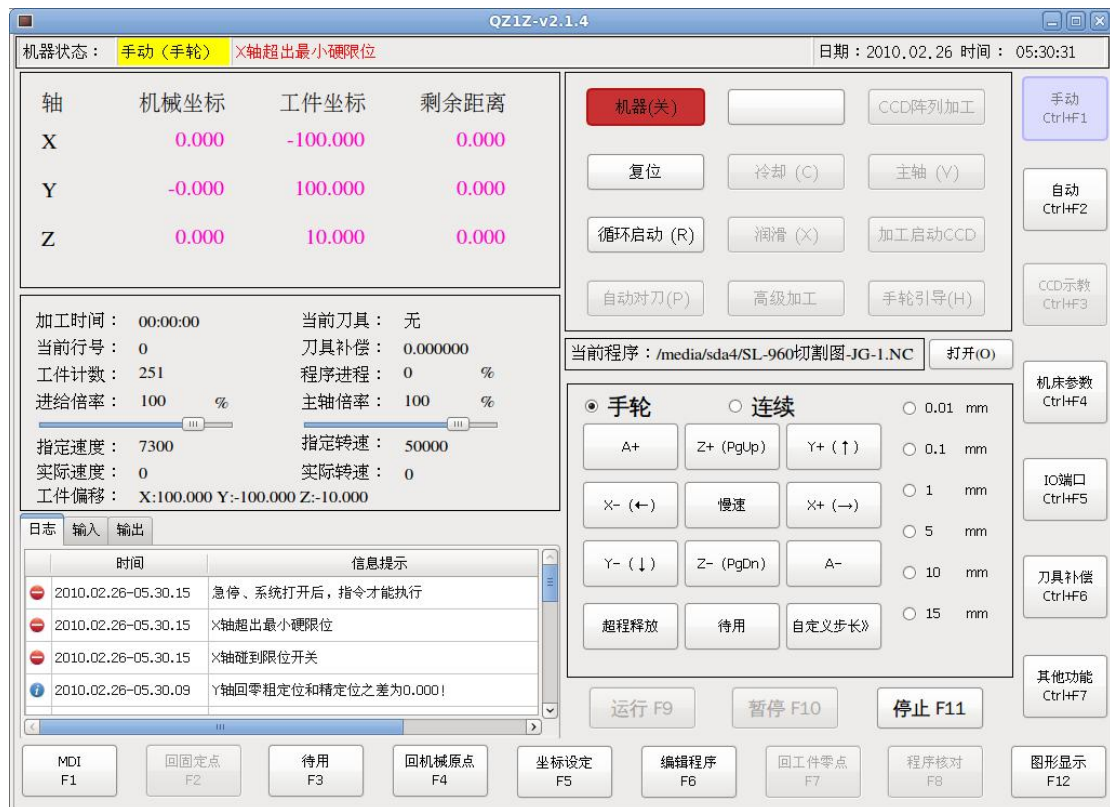 QZ1Z-v2.1.4
机器状态： 手动（手轮） X轴超出最小硬限位 日期：2010.02.26 时间： 05:30:31
轴 机械坐标 工件坐标 剩余距离
X 0.000 -100.000 0.000
Y -0.000 100.000 0.000
Z 0.000 10.000 0.000
机器(关) CCD阵列加工
复位 冷却 (C) 主轴 (V)
循环启动 (R) 润滑 (X) 加工启动CCD
自动对刀(P) 高级加工 手轮引导(H)
手动
Ctrl+F1
自动
Ctrl+F2
CCD示教
Ctrl+F3
机床参数
Ctrl+F4
IO端口
Ctrl+F5
刀具补偿
Ctrl+F6
其他功能
Ctrl+F7
加工时间： 00:00:00 当前刀具： 无
当前行号： 0 刀具补偿： 0.000000
工件计数： 251 程序进程： 0 %
进给倍率： 100 % 主轴倍率： 100 %
指定速度： 7300 指定转速： 50000
实际速度： 0 实际转速： 0
工件偏移： X:100.000 Y:-100.000 Z:-10.000
当前程序：/media/sda4/SL-960切割图-JG-1.NC 打开(O)
手轮 连续 0.01 mm
A+ Z+ (PgUp) Y+ (↑) 0.1 mm
X- (←) 慢速 X+ (→) 1 mm
5 mm
Y- (↓) Z- (PgDn) A- 10 mm
超程释放 待用 自定义步长》 15 mm
日志 输入 输出
时间 信息提示
2010.02.26-05.30.15 急停、系统打开后，指令才能执行
2010.02.26-05.30.15 X轴超出最小硬限位
2010.02.26-05.30.15 X轴碰到限位开关
2010.02.26-05.30.09 Y轴回零粗定位和精定位之差为0.000!
运行 F9 暂停 F10 停止 F11
MDI
F1
回固定点
F2
待用
F3
回机械原点
F4
坐标设定
F5
编辑程序
F6
回工件零点
F7
程序核对
F8
图形显示
F12